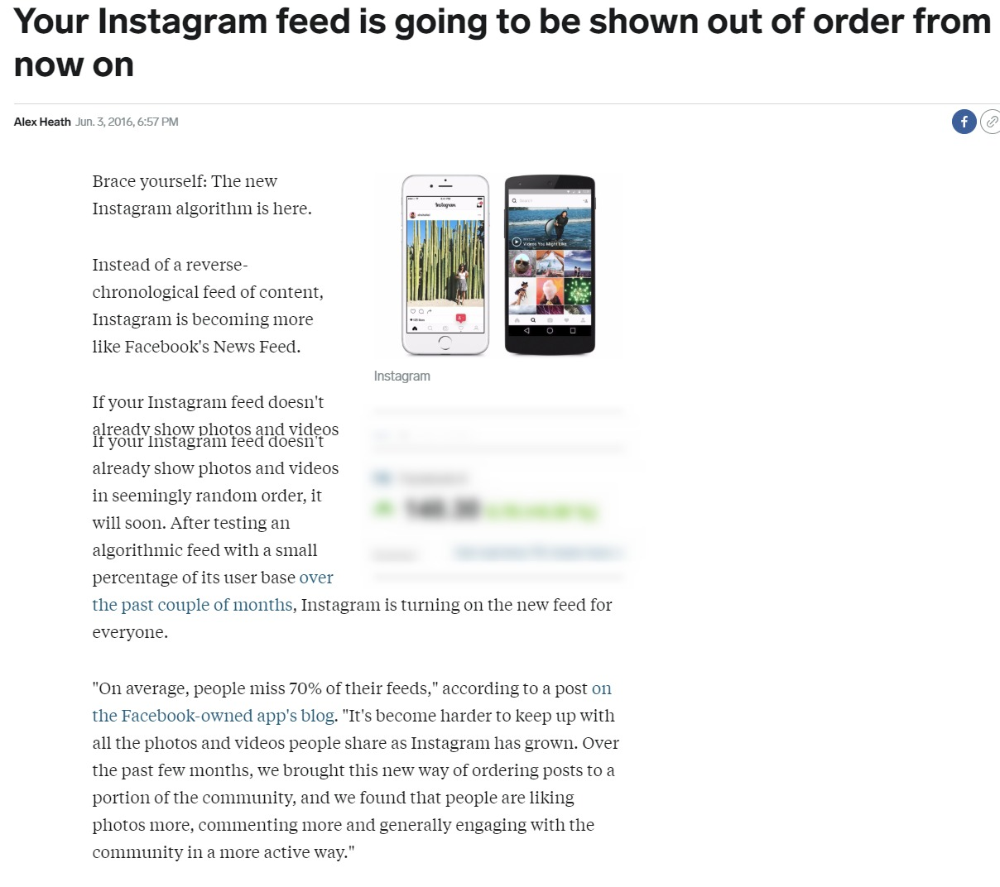 Your Instagram feed is going to be shown out of order from
now on
Alex Heath Jun. 3, 2016, 6:57 PM
Brace yourself: The new
Instagram algorithm is here.
Instead of a reverse-
chronological feed of content,
Instagram is becoming more
like Facebook's News Feed.
Instagram
Search
WATCH
Videos You Might Like
Instagram
If your Instagram feed doesn't
already show photos and videos
If your Instagram feed doesn't
already show photos and videos
in seemingly random order, it
will soon. After testing an
algorithmic feed with a small
percentage of its user base over
the past couple of months, Instagram is turning on the new feed for
everyone.
"On average, people miss 70% of their feeds," according to a post on
the Facebook-owned app's blog. "It's become harder to keep up with
all the photos and videos people share as Instagram has grown. Over
the past few months, we brought this new way of ordering posts to a
portion of the community, and we found that people are liking
photos more, commenting more and generally engaging with the
community in a more active way."